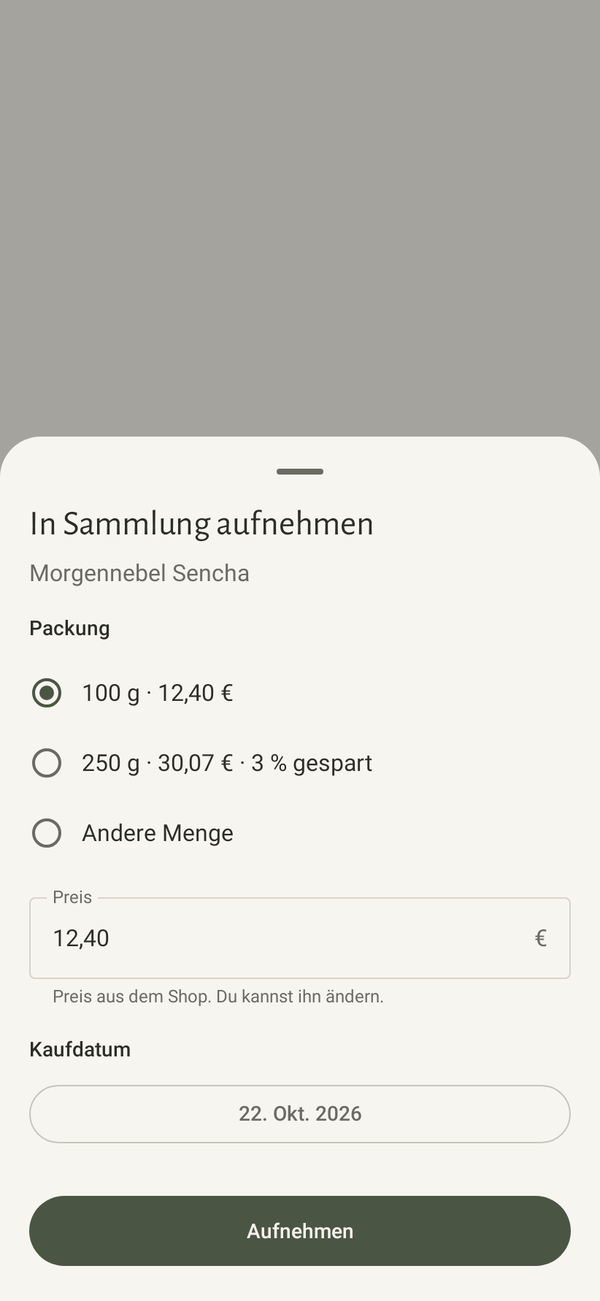 In Sammlung aufnehmen
Morgennebel Sencha
Packung
100 g · 12,40 €
250 g · 30,07 € · 3 % gespart
Andere Menge
Preis
12,40 €
Preis aus dem Shop. Du kannst ihn ändern.
Kaufdatum
22. Okt. 2026
Aufnehmen